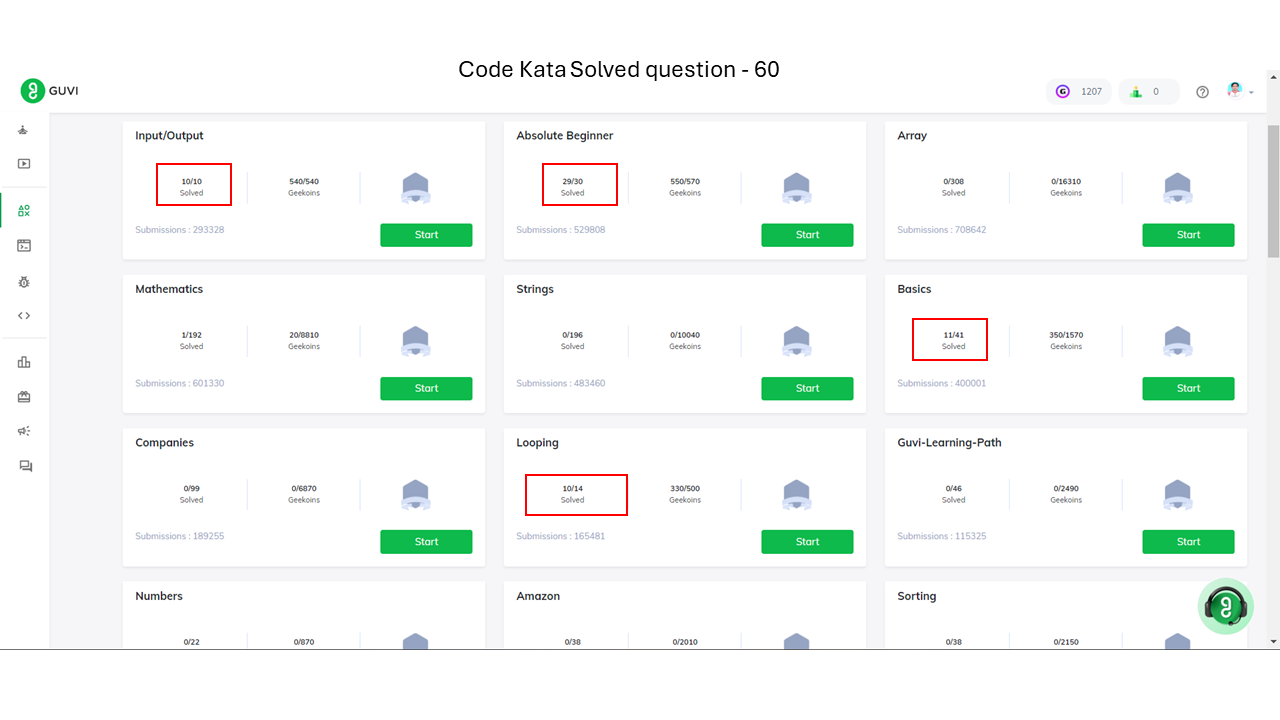 Code Kata Solved question - 60
GUVI
1207
0
Input/Output
10/10
Solved
540/540
Geekoins
Submissions : 293328
Start
Absolute Beginner
29/30
Solved
550/570
Geekoins
Submissions : 529808
Start
Array
0/308
Solved
0/16310
Geekoins
Submissions : 708642
Start
Mathematics
1/192
Solved
20/8810
Geekoins
Submissions : 601330
Start
Strings
0/196
Solved
0/10040
Geekoins
Submissions : 483460
Start
Basics
11/41
Solved
350/1570
Geekoins
Submissions : 400001
Start
Companies
0/99
Solved
0/6870
Geekoins
Submissions : 189255
Start
Looping
10/14
Solved
330/500
Geekoins
Submissions : 165481
Start
Guvi-Learning-Path
0/46
Solved
0/2490
Geekoins
Submissions : 115325
Start
Numbers
0/22
0/870
Amazon
0/38
0/2010
Sorting
0/38
0/2150